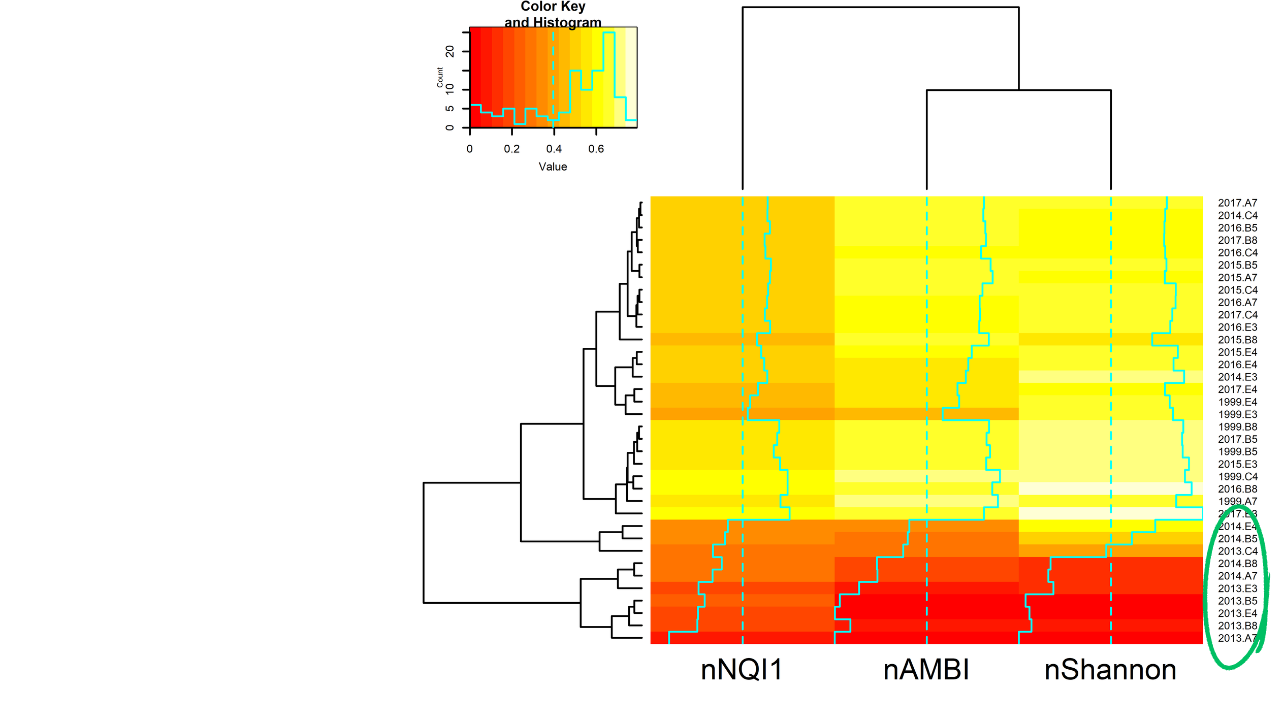 Color Key
and Histogram
Count
0 5 10 20
0 0.2 0.4 0.6
Value
2017.A7
2014.C4
2016.B5
2017.B8
2016.C4
2015.B5
2015.A7
2015.C4
2016.A7
2017.C4
2016.E3
2015.B8
2015.E4
2016.E4
2014.E3
2017.E4
1999.E4
1999.E3
1999.B8
2017.B5
1999.B5
2015.E3
1999.C4
2016.B8
1999.A7
2017.E3
2014.E4
2014.B5
2013.C4
2014.B8
2014.A7
2013.E3
2013.B5
2013.E4
2013.B8
2013.A7
nNQI1 nAMBI nShannon